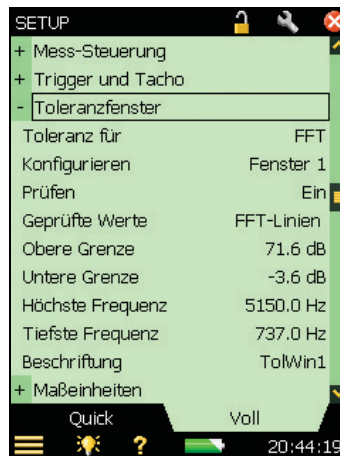 SETUP
+ Mess-Steuerung
+ Trigger und Tacho
- Toleranzfenster
Toleranz für FFT
Konfigurieren Fenster 1
Prüfen Ein
Geprüfte Werte FFT-Linien
Obere Grenze 71.6 dB
Untere Grenze -3.6 dB
Höchste Frequenz 5150.0 Hz
Tiefste Frequenz 737.0 Hz
Beschriftung TolWin1
+ Maßeinheiten
Quick Voll
? 20:44:19